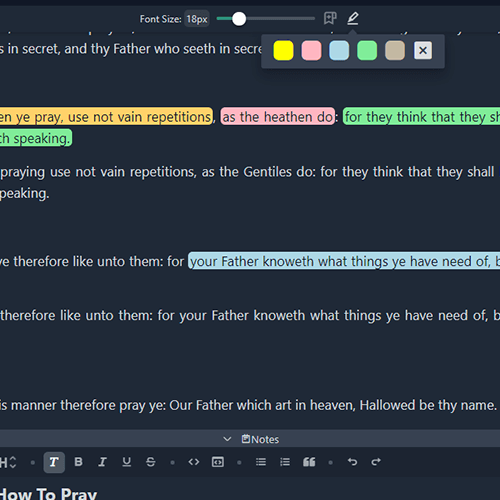 Font Size: 18px
s in secret, and thy Father who seeth in secre
en ye pray, use not vain repetitions, as the heathen do: for they think that they sh
ch speaking.
praying use not vain repetitions, as the Gentiles do: for they think that they shall
peaking.
ye therefore like unto them: for your Father knoweth what things ye have need of, b
therefore like unto them: for your Father knoweth what things ye have need of, b
is manner therefore pray ye: Our Father which art in heaven, Hallowed be thy name.
Notes
H T B I U S
How To Pray